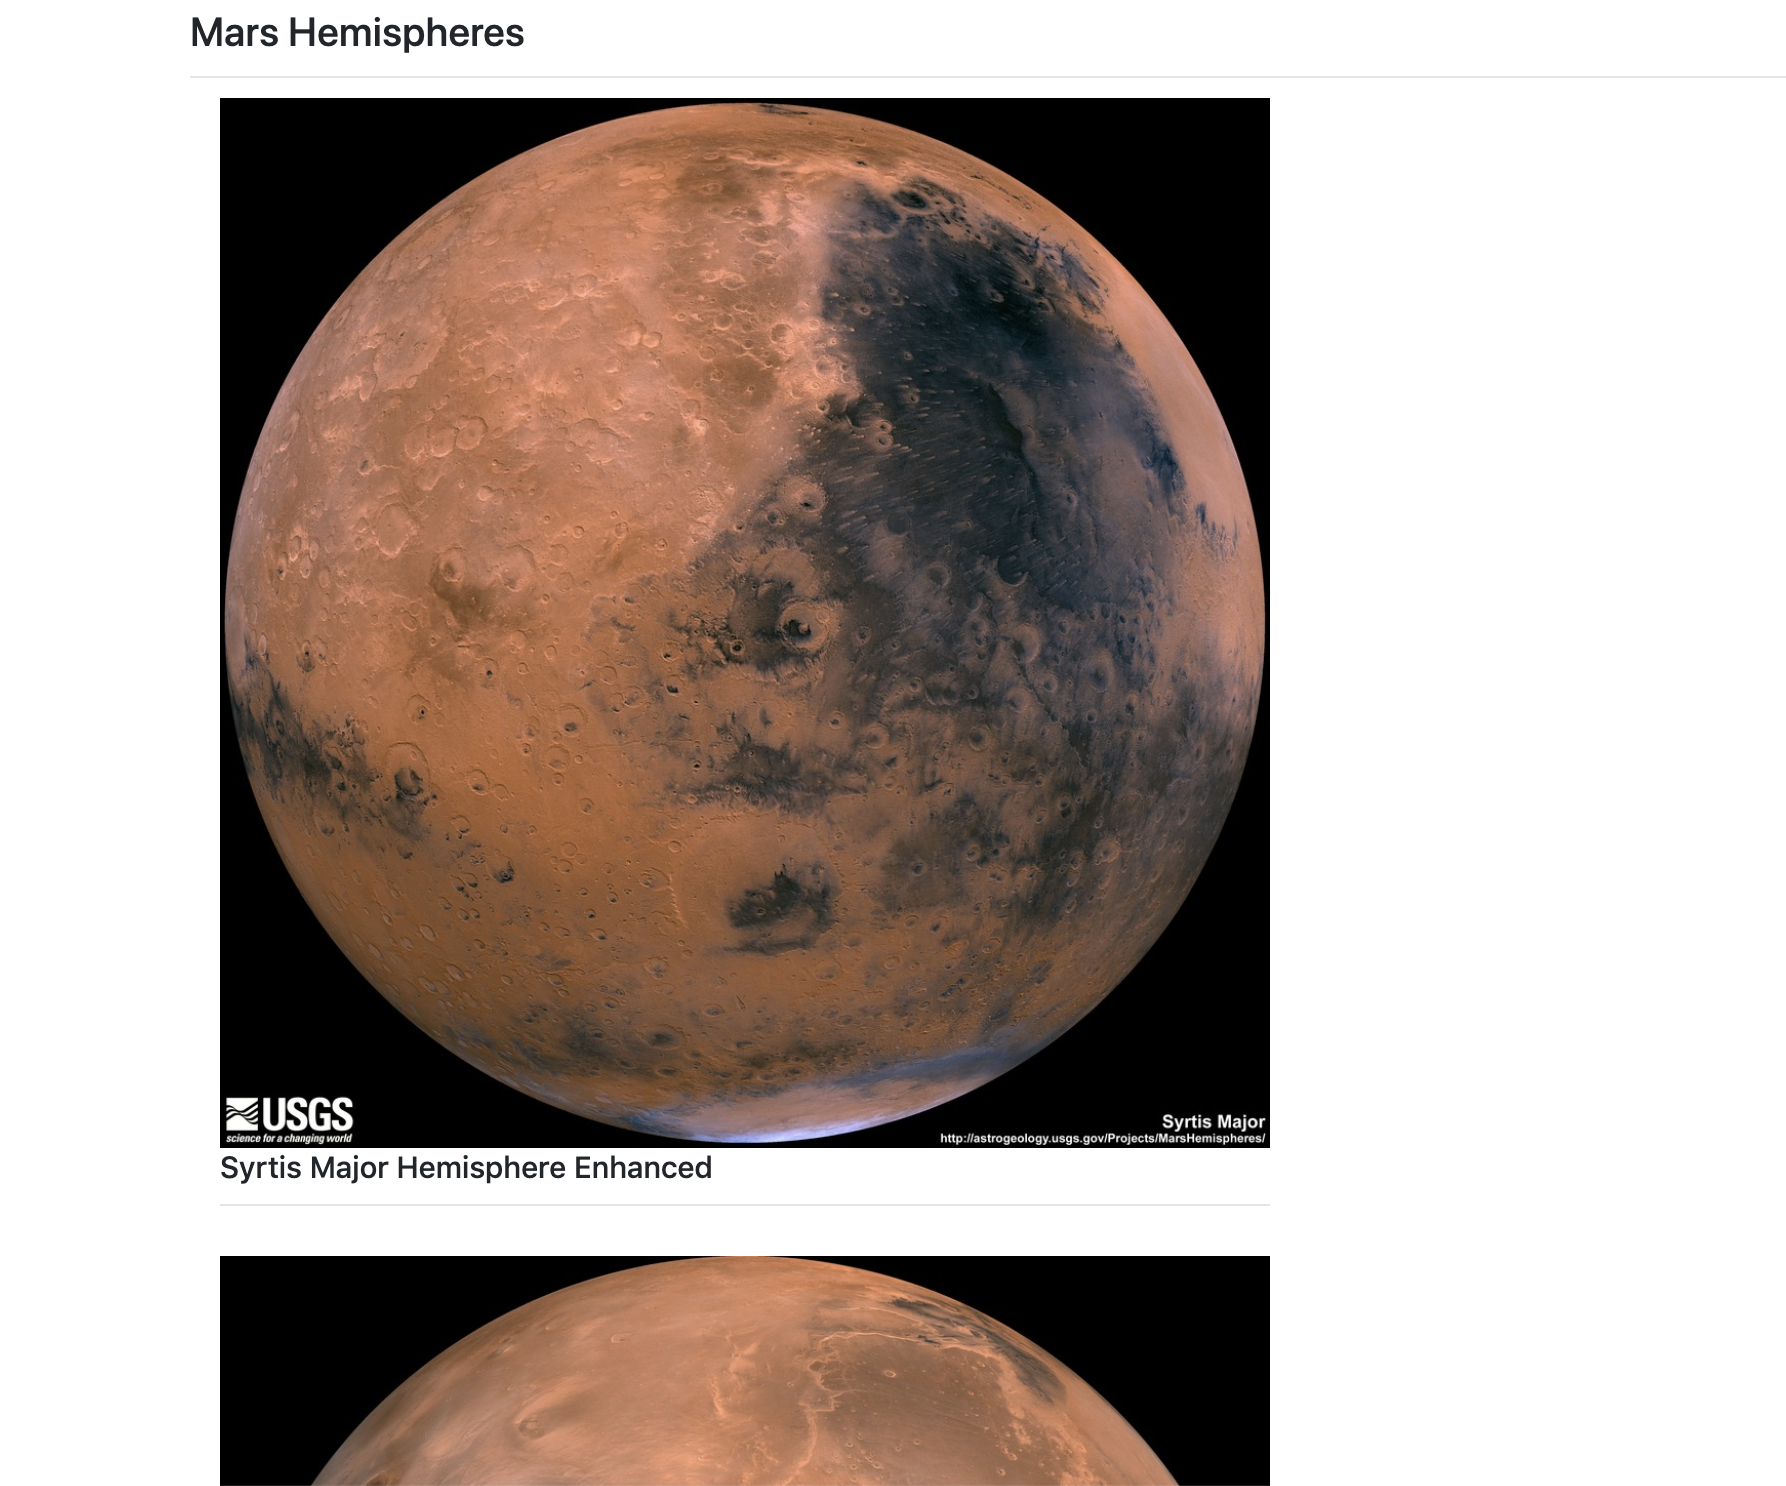 Mars Hemispheres
USGS
science for a changing world
Syrtis Major
http://astrogeology.usgs.gov/Projects/MarsHemispheres/
Syrtis Major Hemisphere Enhanced